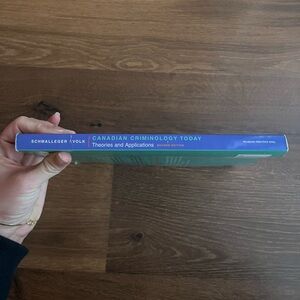 SCHMALLEGER VOLK
CANADIAN CRIMINOLOGY TODAY
Theories and Applications SECOND EDITION